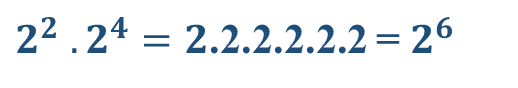 2² . 2⁴ = 2.2.2.2.2.2 = 2⁶